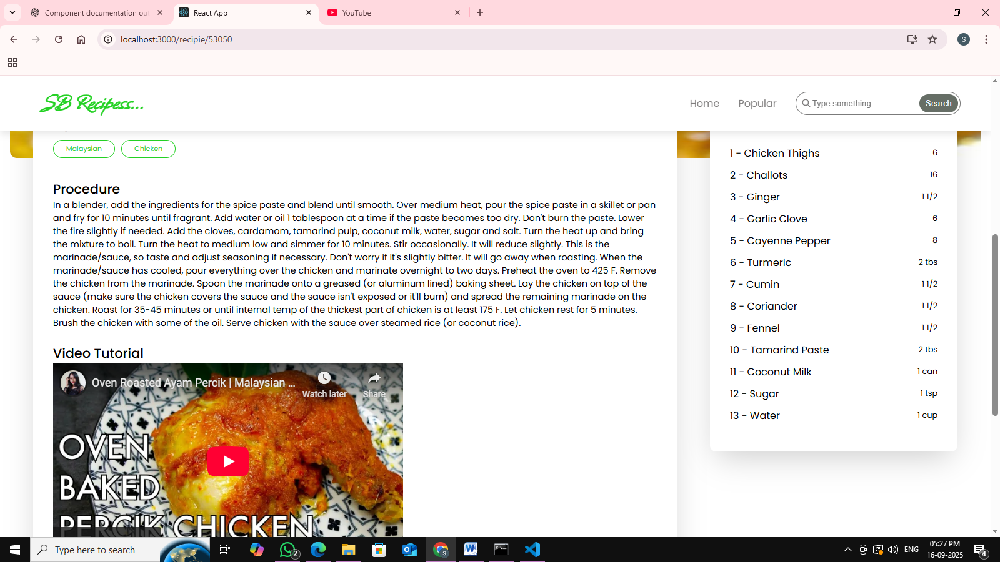 Component documentation ou
React App
YouTube
localhost:3000/recipie/53050
S
SB Recipess...
Home
Popular
Type something..
Search
Malaysian
Chicken
Procedure
In a blender, add the ingredients for the spice paste and blend until smooth. Over medium heat, pour the spice paste in a skillet or pan
and fry for 10 minutes until fragrant. Add water or oil 1 tablespoon at a time if the paste becomes too dry. Don't burn the paste. Lower
the fire slightly if needed. Add the cloves, cardamom, tamarind pulp, coconut milk, water, sugar and salt. Turn the heat up and bring
the mixture to boil. Turn the heat to medium low and simmer for 10 minutes. Stir occasionally. It will reduce slightly. This is the
marinade/sauce, so taste and adjust seasoning if necessary. Don't worry if it's slightly bitter. It will go away when roasting. When the
marinade/sauce has cooled, pour everything over the chicken and marinate overnight to two days. Preheat the oven to 425 F. Remove
the chicken from the marinade. Spoon the marinade onto a greased (or aluminum lined) baking sheet. Lay the chicken on top of the
sauce (make sure the chicken covers the sauce and the sauce isn't exposed or it'll burn) and spread the remaining marinade on the
chicken. Roast for 35-45 minutes or until internal temp of the thickest part of chicken is at least 175 F. Let chicken rest for 5 minutes.
Brush the chicken with some of the oil. Serve chicken with the sauce over steamed rice (or coconut rice).
Video Tutorial
Oven Roasted Ayam Percik | Malaysian ...
Watch later
Share
OVEN
BAKED
PERCIK CHICKEN
1 - Chicken Thighs 6
2 - Challots 16
3 - Ginger 1 1/2
4 - Garlic Clove 6
5 - Cayenne Pepper 8
6 - Turmeric 2 tbs
7 - Cumin 1 1/2
8 - Coriander 1 1/2
9 - Fennel 1 1/2
10 - Tamarind Paste 2 tbs
11 - Coconut Milk 1 can
12 - Sugar 1 tsp
13 - Water 1 cup
Type here to search
2
S
ENG
05:27 PM
16-09-2025
4